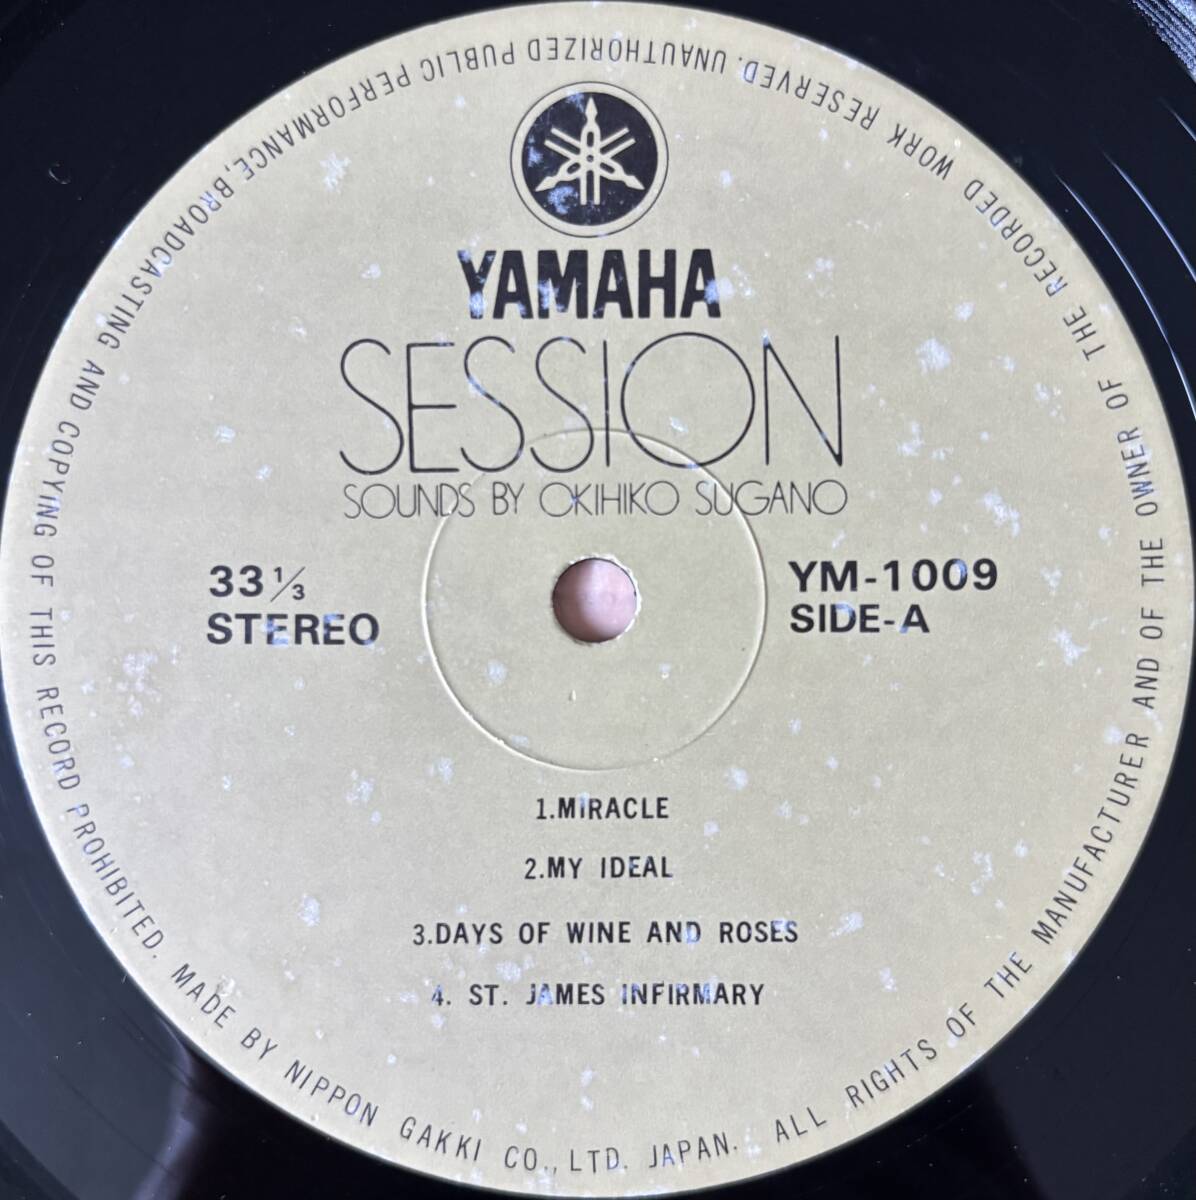 YAMAHA
SESSION
SOUNDS BY OKIHIKO SUGANO
33 1/3
STEREO
YM-1009
SIDE-A
1.MIRACLE
2.MY IDEAL
3.DAYS OF WINE AND ROSES
4. ST. JAMES INFIRMARY
ALL RIGHTS OF THE MANUFACTURER AND OF THE OWNER OF THE RECORDED WORK RESERVED. UNAUTHORIZED PUBLIC PERFORMANCE, BROADCASTING AND COPYING OF THIS RECORD PROHIBITED. MADE BY NIPPON GAKKI CO., LTD. JAPAN.